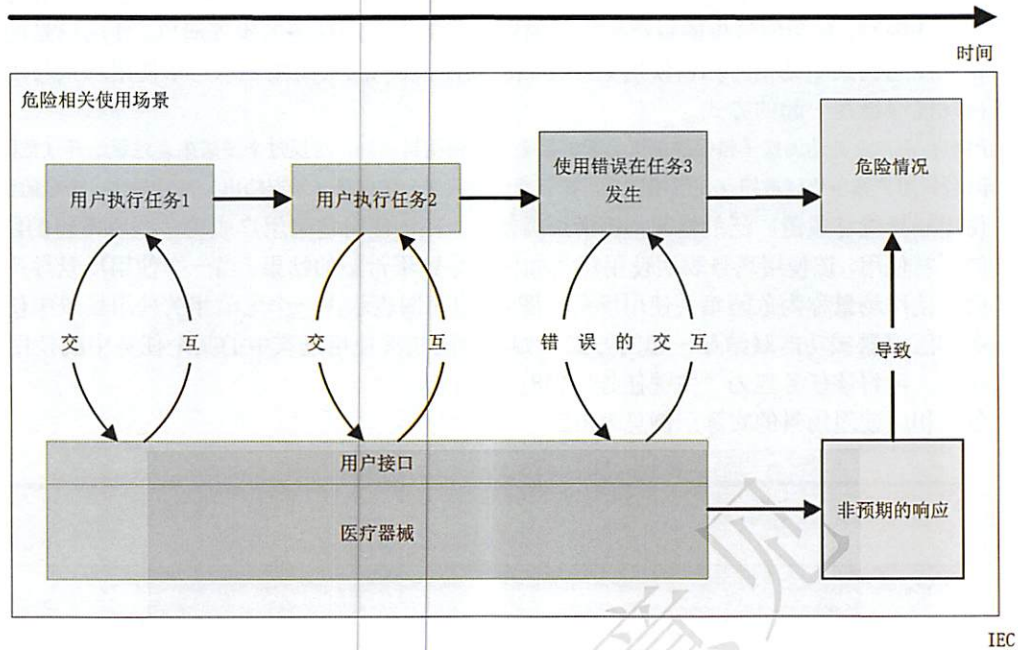 时间
危险相关使用场景
用户执行任务1
用户执行任务2
使用错误在任务3
发生
危险情况
交 互
交 互
错 误 的 交 互
导致
用户接口
医疗器械
非预期的响应
意见
IEC